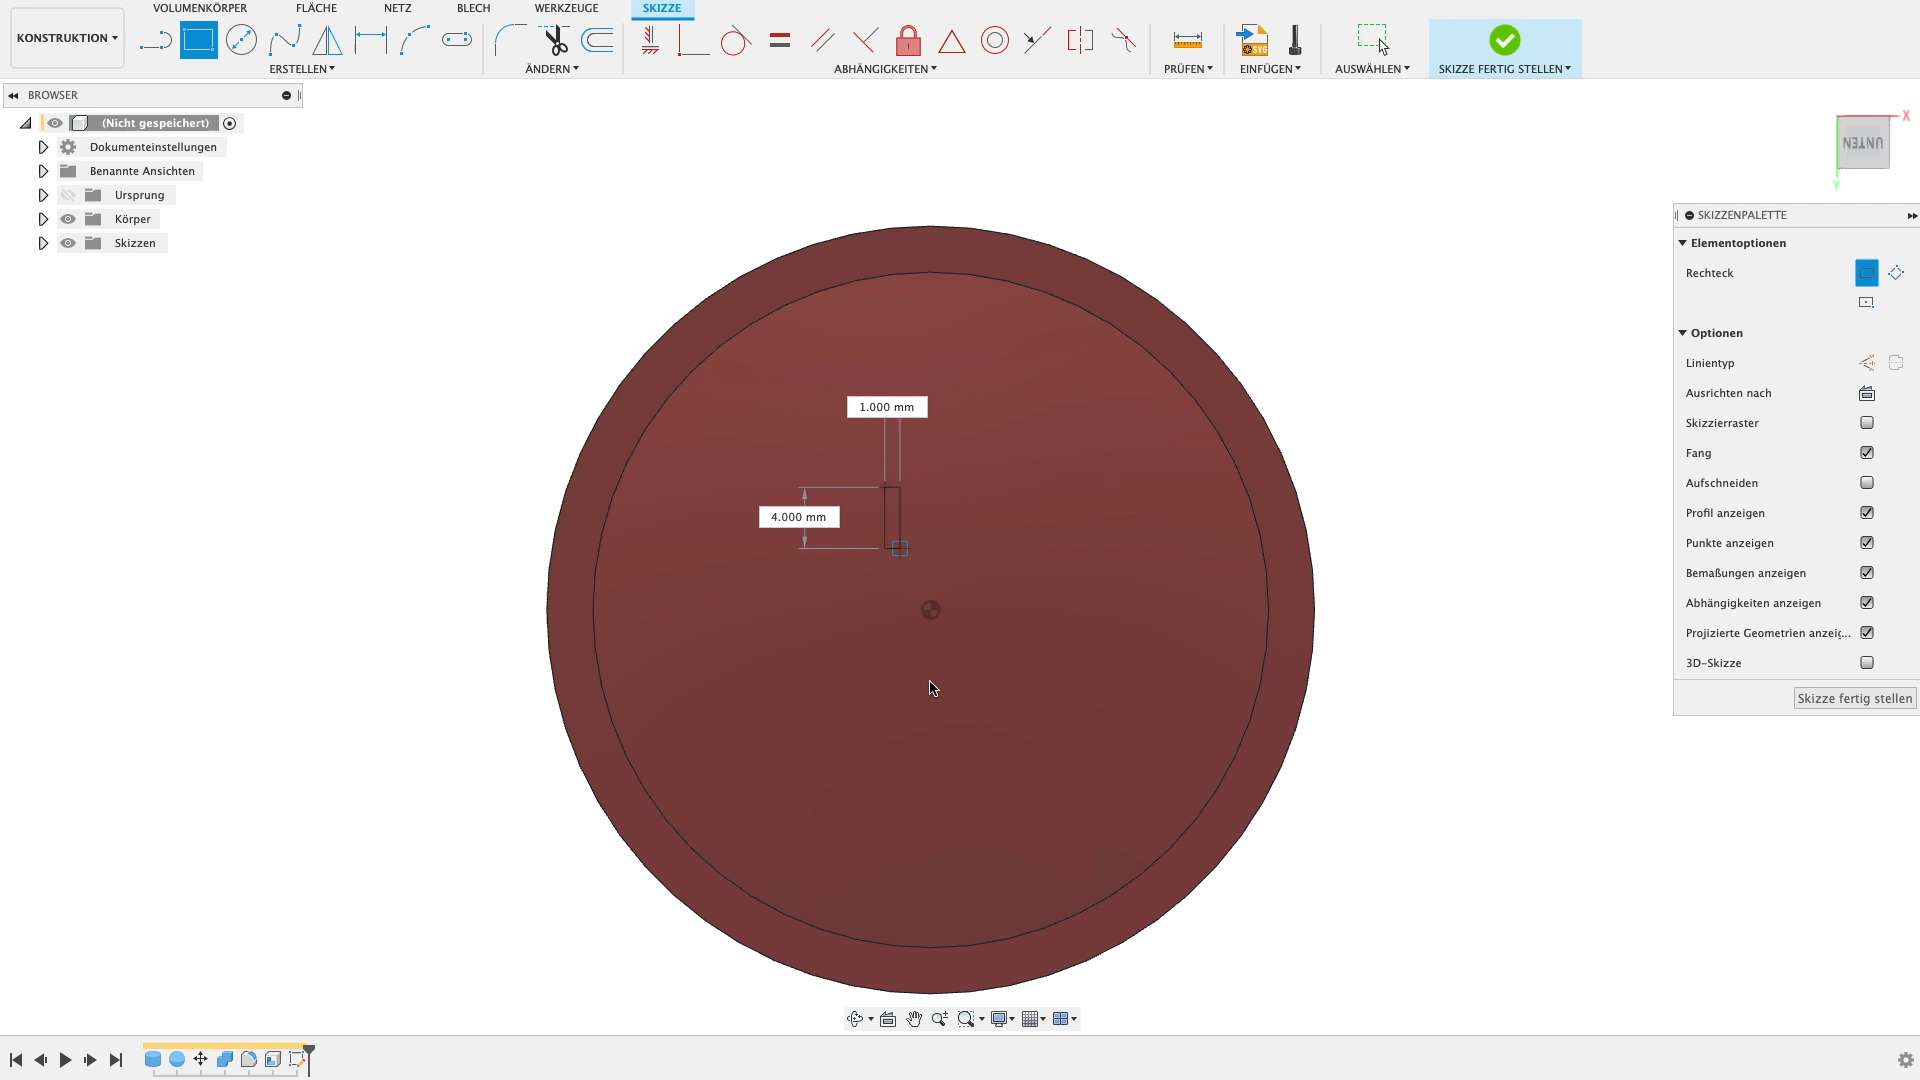 VOLUMENKÖRPER FLÄCHE NETZ BLECH WERKZEUGE SKIZZE
KONSTRUKTION
ERSTELLEN ÄNDERN ABHÄNGIGKEITEN PRÜFEN EINFÜGEN AUSWÄHLEN SKIZZE FERTIG STELLEN
SVG
BROWSER
(Nicht gespeichert)
Dokumenteinstellungen
Benannte Ansichten
Ursprung
Körper
Skizzen
X
UNTEN
Y
SKIZZENPALETTE
Elementoptionen
Rechteck
Optionen
Linientyp
Ausrichten nach
Skizzierraster
Fang
Aufschneiden
Profil anzeigen
Punkte anzeigen
Bemaßungen anzeigen
Abhängigkeiten anzeigen
Projizierte Geometrien anzeig...
3D-Skizze
Skizze fertig stellen
1.000 mm
4.000 mm